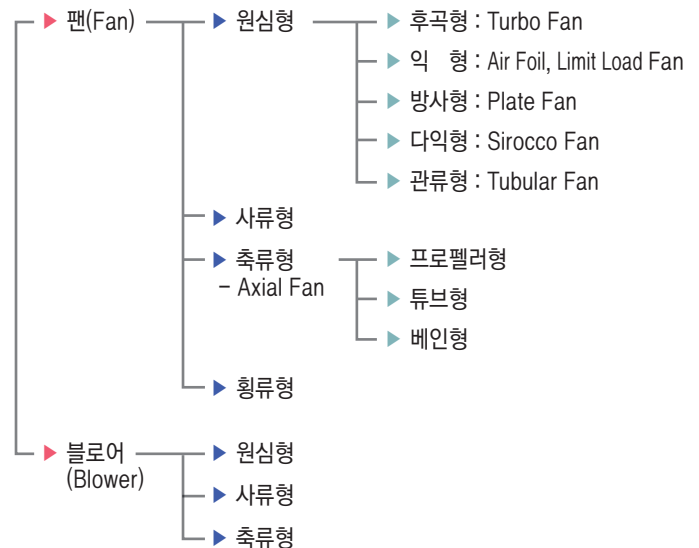 팬(Fan)
원심형
후곡형 : Turbo Fan
익 형 : Air Foil, Limit Load Fan
방사형 : Plate Fan
다익형 : Sirocco Fan
관류형 : Tubular Fan
사류형
축류형
- Axial Fan
프로펠러형
튜브형
베인형
횡류형
블로어
(Blower)
원심형
사류형
축류형